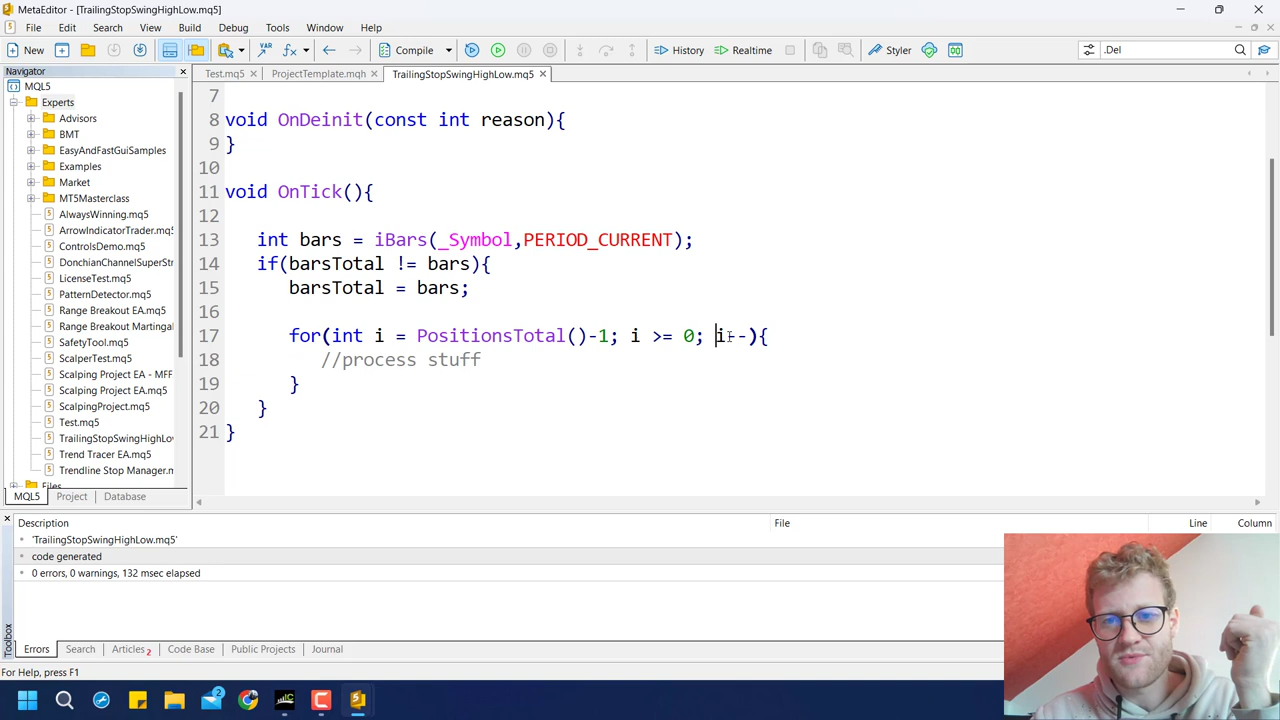 MetaEditor - [TrailingStopSwingHighLow.mq5]
File Edit Search View Build Debug Tools Window Help
New Compile History Realtime Styler .Del
Navigator
Test.mq5 ProjectTemplate.mqh TrailingStopSwingHighLow.mq5
MQL5
Experts
Advisors
BMT
EasyAndFastGuiSamples
Examples
Market
MT5Masterclass
AlwaysWinning.mq5
ArrowIndicatorTrader.mq
ControlsDemo.mq5
DonchianChannelSuperStr
LicenseTest.mq5
PatternDetector.mq5
Range Breakout EA.mq5
Range Breakout Martinga
SafetyTool.mq5
ScalperTest.mq5
Scalping Project EA - MFF
Scalping Project EA.mq5
ScalpingProject.mq5
Test.mq5
TrailingStopSwingHighLo
Trend Tracer EA.mq5
Trendline Stop Manager.m
Files
MQL5 Project Database
7
8 void OnDeinit(const int reason){
9 }
10
11 void OnTick(){
12
13 int bars = iBars(_Symbol,PERIOD_CURRENT);
14 if(barsTotal != bars){
15 barsTotal = bars;
16
17 for(int i = PositionsTotal()-1; i >= 0; i--){
18 //process stuff
19 }
20 }
21 }
Description File Line Column
'TrailingStopSwingHighLow.mq5'
code generated
0 errors, 0 warnings, 132 msec elapsed
Toolbox
Errors Search Articles 2 Code Base Public Projects Journal
For Help, press F1
2